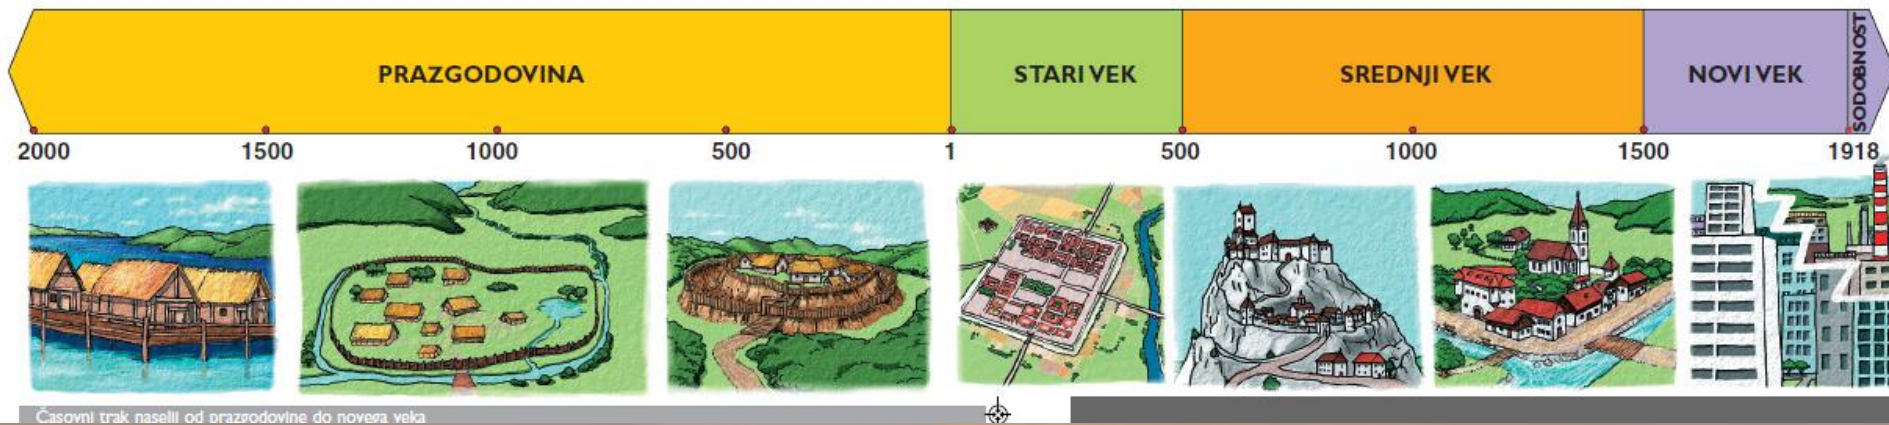 PRAZGODOVINA STARI VEK SREDNJI VEK NOVI VEK SODOBNOST
2000 1500 1000 500 1 500 1000 1500 1918
Časovni trak naselij od prazgodovine do novega veka